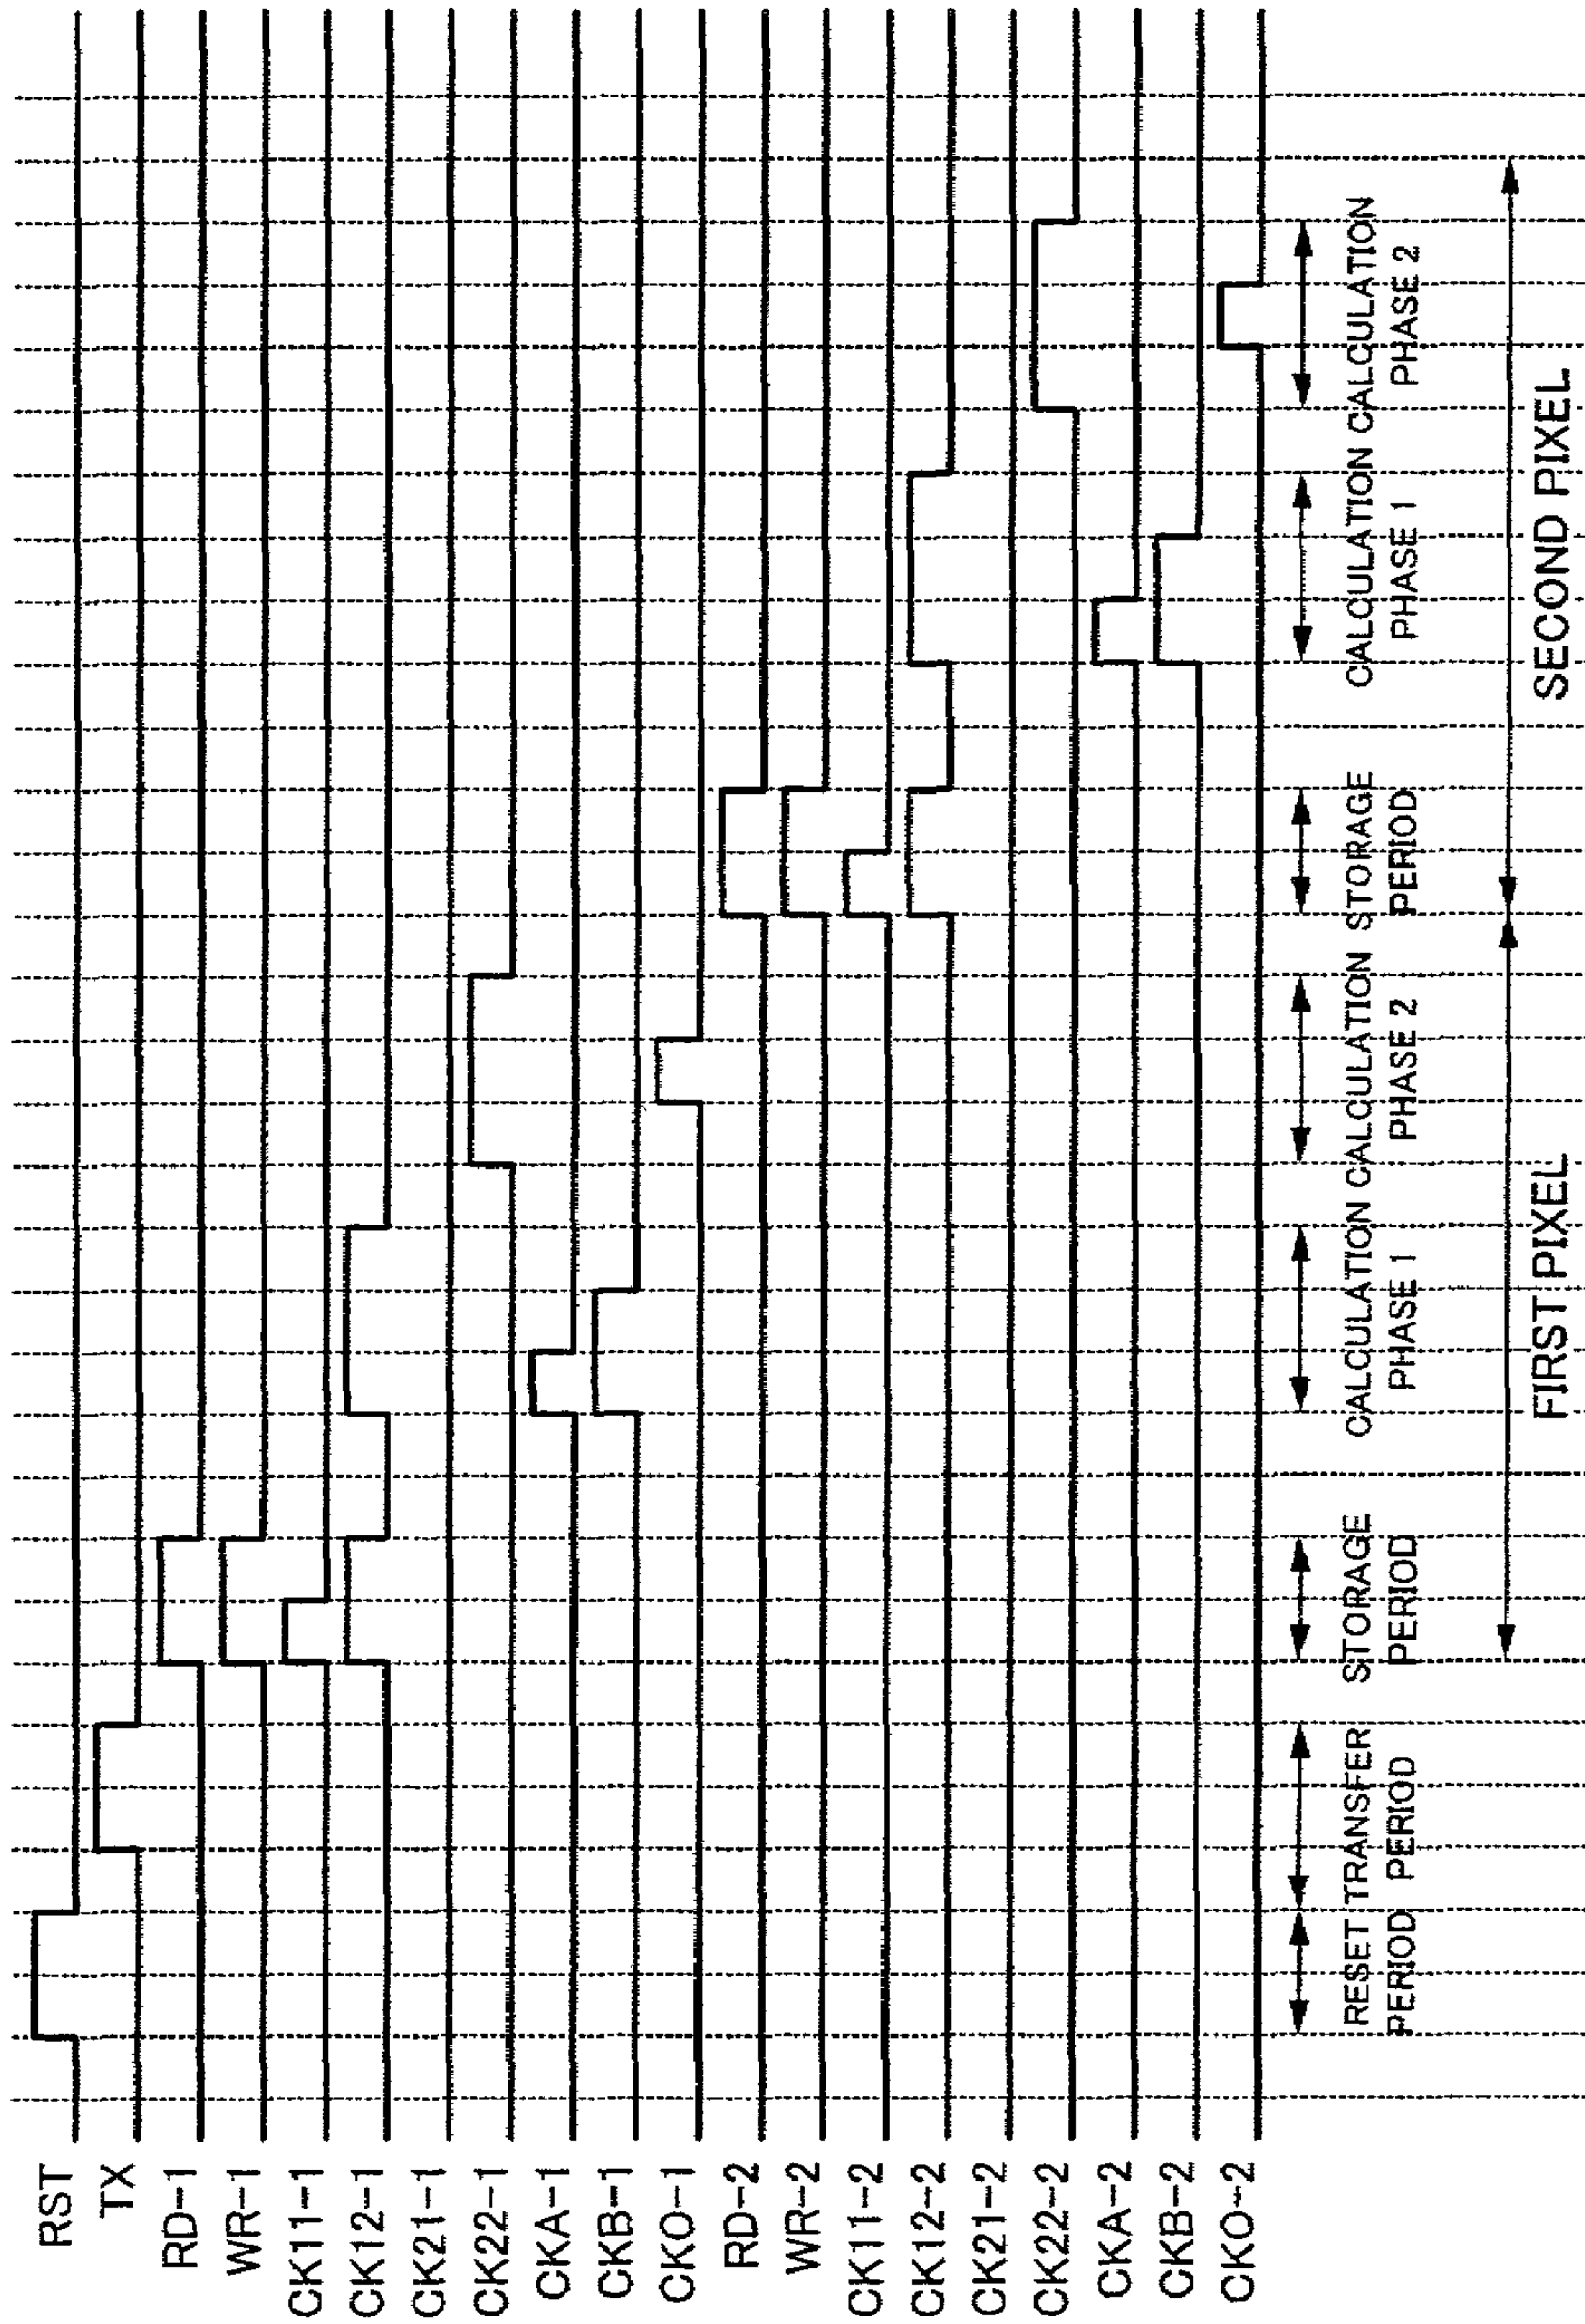 RST
TX
RD-1
WR-1
CK11-1
CK12-1
CK21-1
CK22-1
CKA-1
CKB-1
CKO-1
RD-2
WR-2
CK11-2
CK12-2
CK21-2
CK22-2
CKA-2
CKB-2
CKO-2
RESET
PERIOD
TRANSFER
PERIOD
STORAGE
PERIOD
CALCULATION
PHASE 1
CALCULATION
PHASE 2
STORAGE
PERIOD
CALCULATION
PHASE 1
CALCULATION
PHASE 2
FIRST PIXEL
SECOND PIXEL